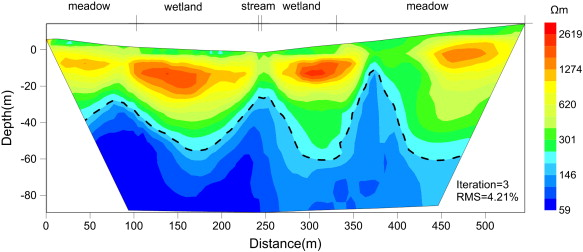 meadow wetland stream wetland meadow
Ωm
2619
1274
620
301
146
59
Depth(m)
0
-20
-40
-60
-80
Iteration=3
RMS=4.21%
0 50 100 150 200 250 300 350 400 450 500
Distance(m)